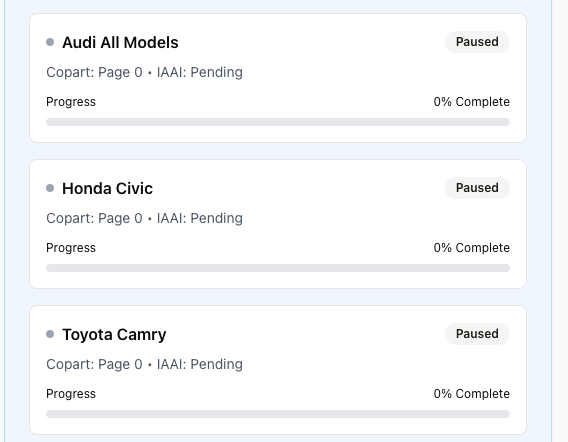 Audi All Models Paused
Copart: Page 0 • IAAI: Pending
Progress 0% Complete
Honda Civic Paused
Copart: Page 0 • IAAI: Pending
Progress 0% Complete
Toyota Camry Paused
Copart: Page 0 • IAAI: Pending
Progress 0% Complete